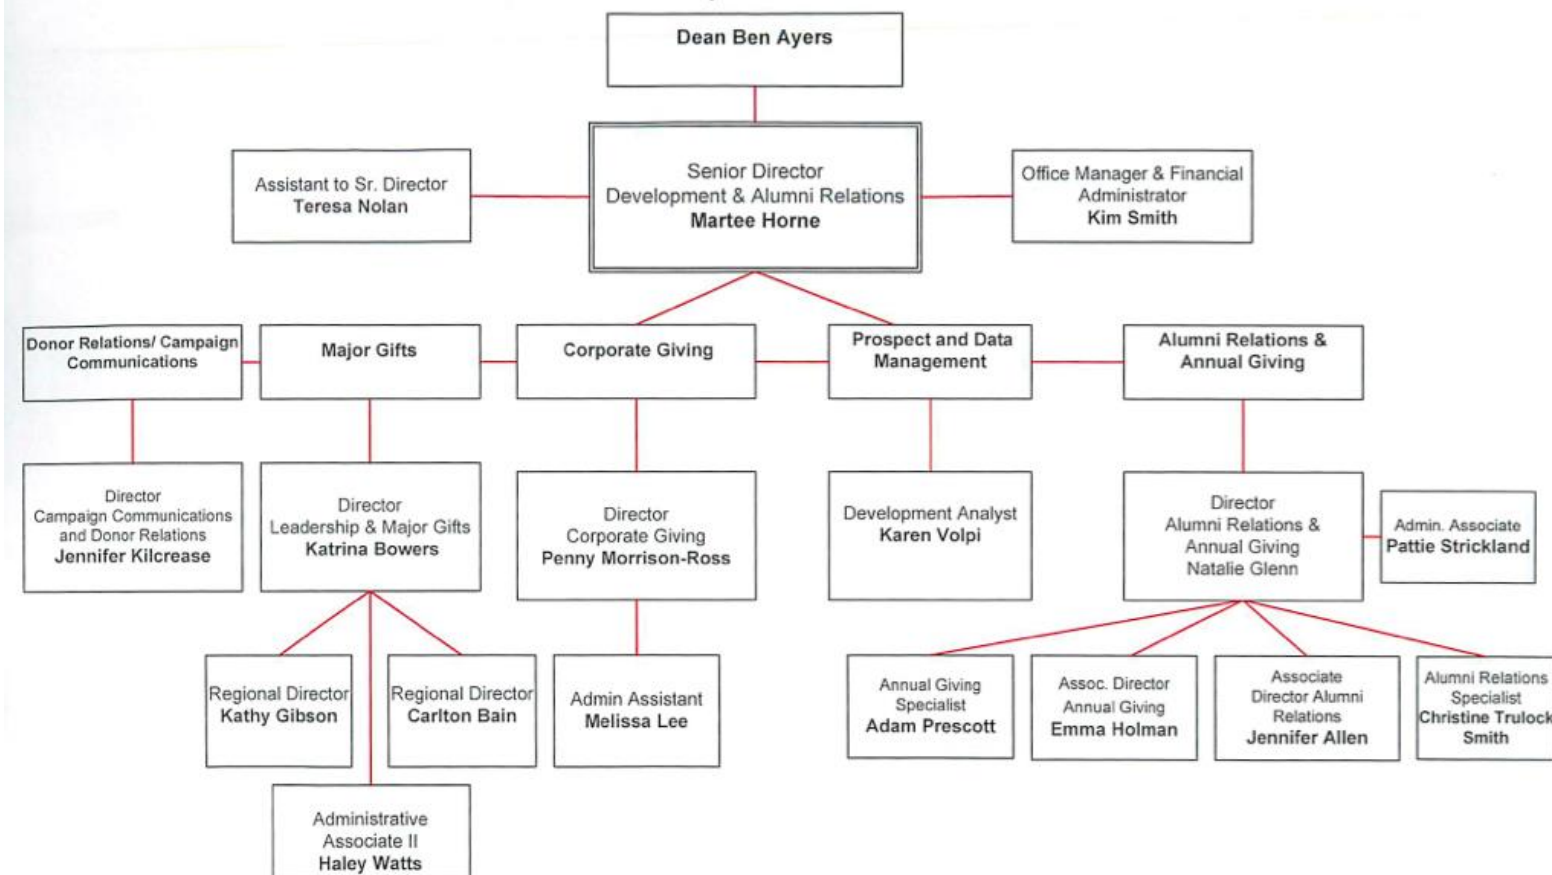 Dean Ben Ayers
Assistant to Sr. Director
Teresa Nolan
Senior Director
Development & Alumni Relations
Martee Horne
Office Manager & Financial
Administrator
Kim Smith
Donor Relations/ Campaign
Communications
Major Gifts
Corporate Giving
Prospect and Data
Management
Alumni Relations &
Annual Giving
Director
Campaign Communications
and Donor Relations
Jennifer Kilcrease
Director
Leadership & Major Gifts
Katrina Bowers
Director
Corporate Giving
Penny Morrison-Ross
Development Analyst
Karen Volpi
Director
Alumni Relations &
Annual Giving
Natalie Glenn
Admin. Associate
Pattie Strickland
Regional Director
Kathy Gibson
Regional Director
Carlton Bain
Admin Assistant
Melissa Lee
Annual Giving
Specialist
Adam Prescott
Assoc. Director
Annual Giving
Emma Holman
Associate
Director Alumni
Relations
Jennifer Allen
Alumni Relations
Specialist
Christine Trulock
Smith
Administrative
Associate II
Haley Watts